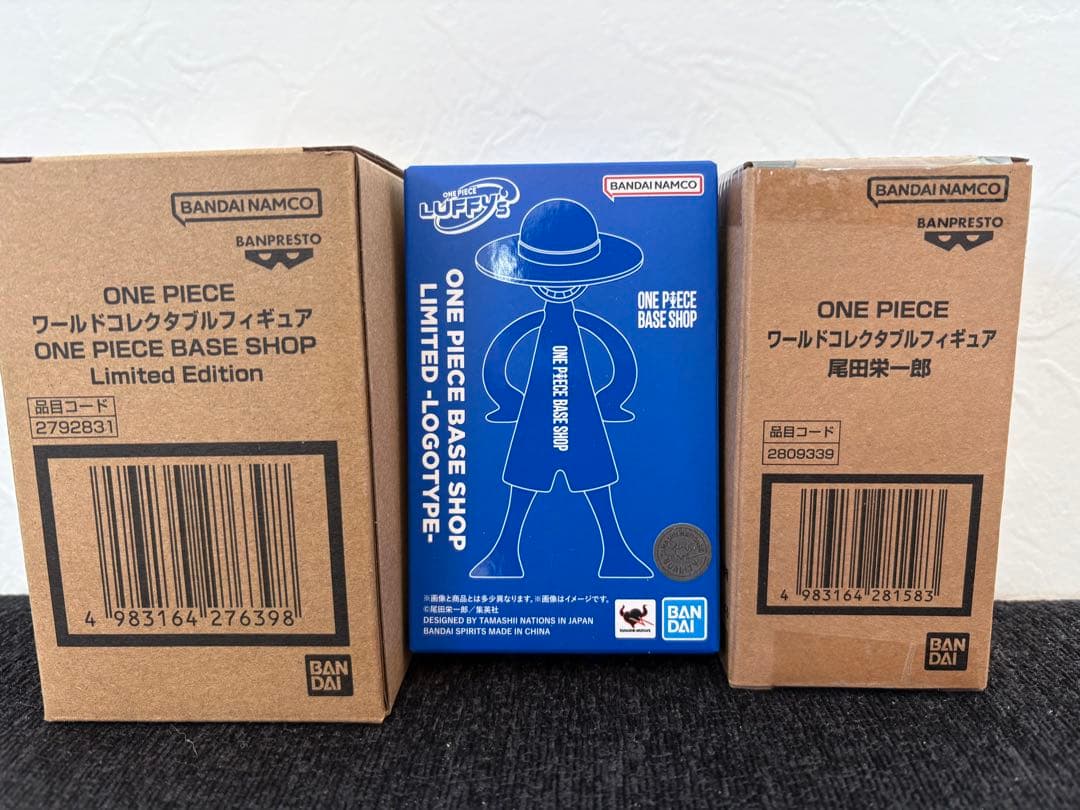 BANDAI NAMCO
BANPRESTO
ONE PIECE
ワールドコレクタブルフィギュア
ONE PIECE BASE SHOP
Limited Edition
品目コード
2792831
4 983164 276398
BAN
DAI
ONE PIECE
LUFFY's
BANDAI NAMCO
ONE PIECE BASE SHOP
LIMITED -LOGOTYPE-
ONE PIECE
BASE SHOP
ONE PIECE BASE SHOP
※画像と商品とは多少異なります。※画像はイメージです。
©尾田栄一郎/集英社
DESIGNED BY TAMASHII NATIONS IN JAPAN
BANDAI SPIRITS MADE IN CHINA
TAMASHII NATIONS
BAN
DAI
BANDAI NAMCO
BANPRESTO
ONE PIECE
ワールドコレクタブルフィギュア
尾田栄一郎
品目コード
2809339
4 983164 281583
BAN
DAI